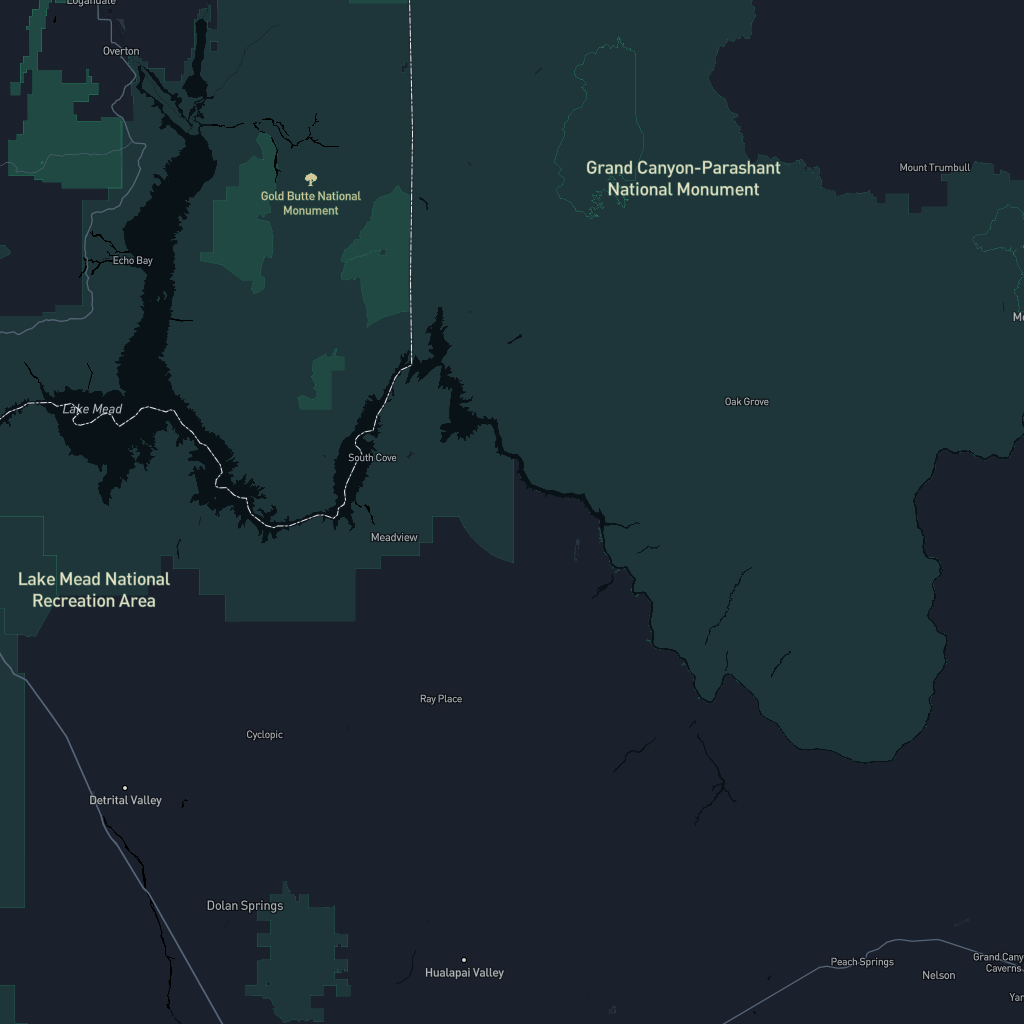 Logandale
Overton
Mount Trumbull
Grand Canyon-Parashant
National Monument
Gold Butte National
Monument
Echo Bay
Oak Grove
Lake Mead
South Cove
Meadview
Lake Mead National
Recreation Area
Ray Place
Cyclopic
Detrital Valley
Dolan Springs
Hualapai Valley
Peach Springs
Grand Cany
Caverns
Nelson